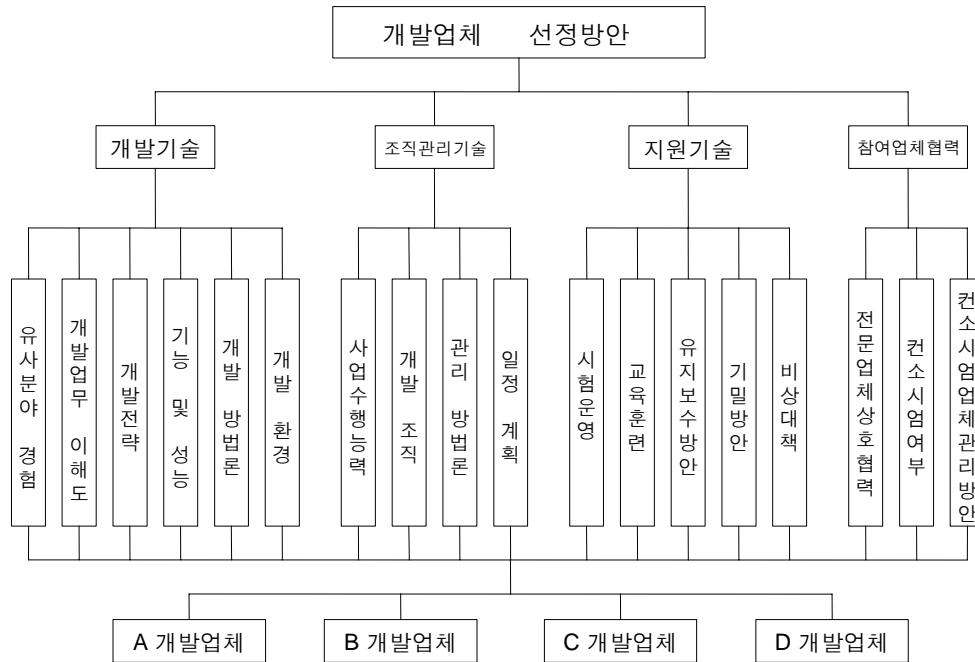 개발업체 선정방안
개발기술
조직관리기술
지원기술
참여업체협력
유사분야 경험
개발업무 이해도
개발전략
기능 및 성능
개발 방법론
개발 환경
사업수행능력
개발 조직
관리 방법론
일정 계획
시험운영
교육훈련
유지보수방안
기밀방안
비상대책
전문업체상호협력
컨소시엄여부
컨소시엄업체관리방안
A 개발업체
B 개발업체
C 개발업체
D 개발업체